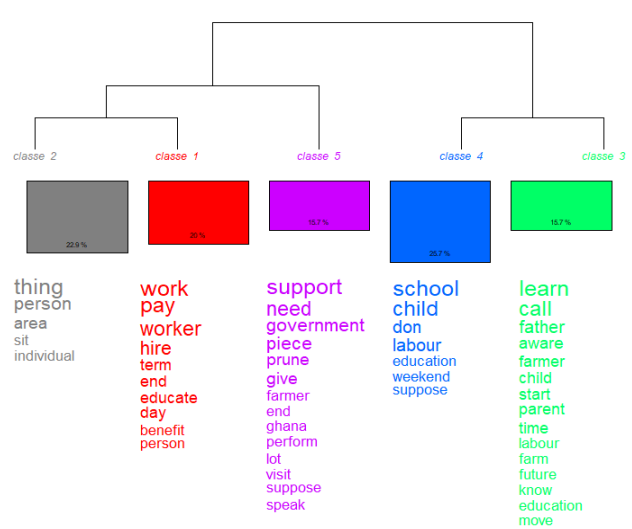 classe 2 classe 1 classe 5 classe 4 classe 3
22.9 % 20 % 15.7 % 25.7 % 15.7 %
thing
person
area
sit
individual
work
pay
worker
hire
term
end
educate
day
benefit
person
support
need
government
piece
prune
give
farmer
end
ghana
perform
lot
visit
suppose
speak
school
child
don
labour
education
weekend
suppose
learn
call
father
aware
farmer
child
start
parent
time
labour
farm
future
know
education
move